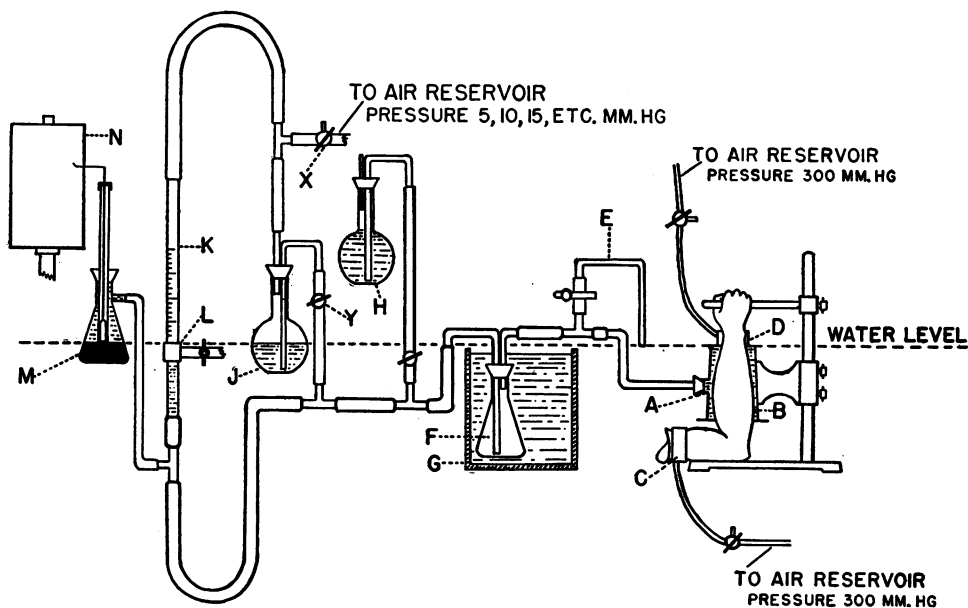 TO AIR RESERVOIR
PRESSURE 5, 10, 15, ETC. MM. HG
N
X
TO AIR RESERVOIR
PRESSURE 300 MM. HG
E
K
H
L
Y
D
WATER LEVEL
M
J
A
B
F
G
C
TO AIR RESERVOIR
PRESSURE 300 MM. HG